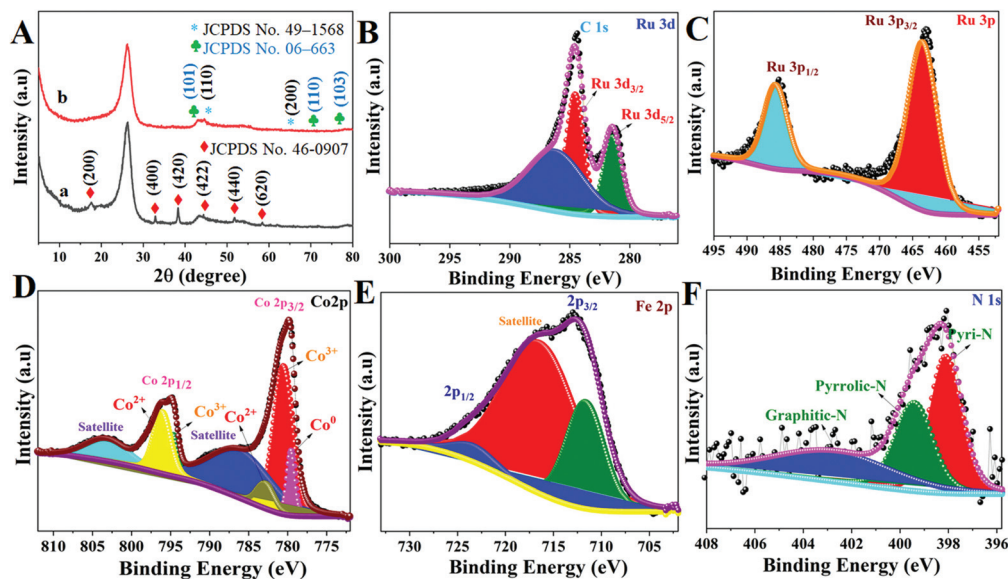 A
* JCPDS No. 49–1568
♣ JCPDS No. 06–663
(101)
(110)
(200)
(110)
(103)
b
♦ JCPDS No. 46-0907
a
(200)
(400)
(420)
(422)
(440)
(620)
Intensity (a.u)
10 20 30 40 50 60 70 80
2θ (degree)
B
Ru 3d
C 1s
Ru 3d3/2
Ru 3d5/2
Intensity (a.u)
300 295 290 285 280
Binding Energy (eV)
C
Ru 3p
Ru 3p3/2
Ru 3p1/2
Intensity (a.u)
495 490 485 480 475 470 465 460 455
Binding Energy (eV)
D
Co2p
Co 2p3/2
Co3+
Co 2p1/2
Co2+
Co3+
Co2+
Co0
Satellite
Satellite
Intensity (a.u)
810 805 800 795 790 785 780 775
Binding Energy (eV)
E
Fe 2p
2p3/2
Satellite
2p1/2
Intensity (a.u)
730 723 716 709 702
Binding Energy (eV)
F
N 1s
Pyri-N
Pyrrolic-N
Graphitic-N
Intensity (a.u)
408 406 404 402 400 398 396
Binding Energy (eV)